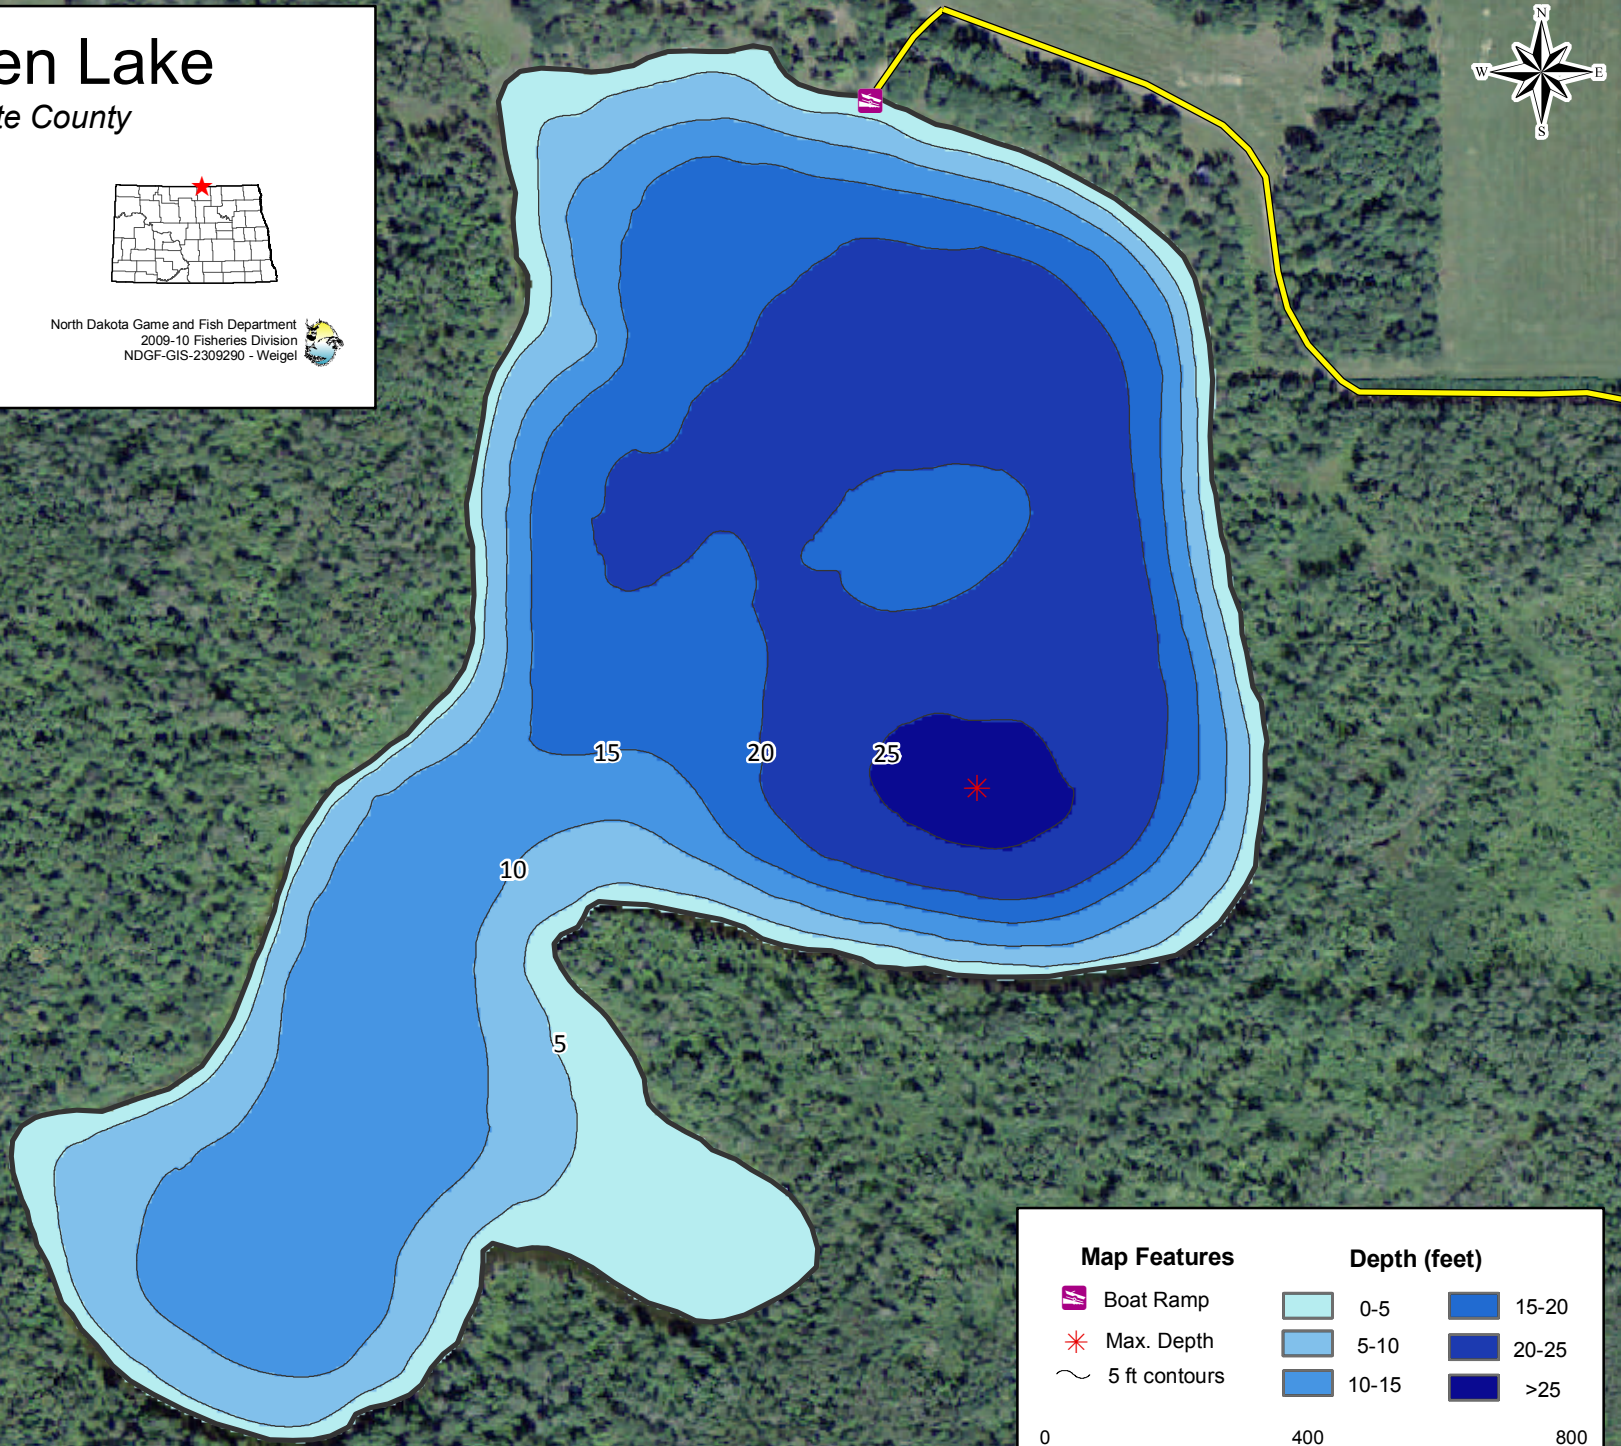 en Lake
te County
North Dakota Game and Fish Department
2009-10 Fisheries Division
NDGF-GIS-2309290 - Weigel
N
W E
S
15 20 25
10
5
Map Features
Boat Ramp
Max. Depth
5 ft contours
Depth (feet)
0-5 15-20
5-10 20-25
10-15 >25
0 400 800